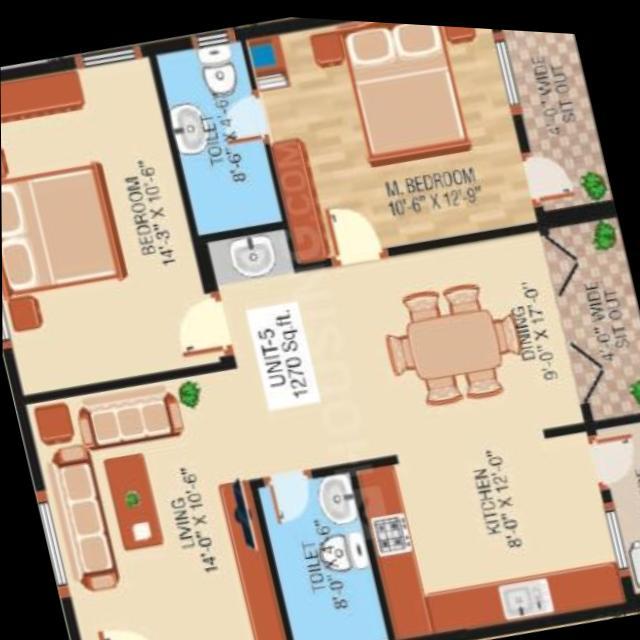 4'-0" WIDE
SIT OUT
TOILET
8'-6" X 4'-6"
M. BEDROOM
10'-6" X 12'-9"
BEDROOM
14'-3" X 10'-6"
UNIT-5
1270 Sq.ft.
DINING
9'-0" X 17'-0"
4'-0" WIDE
SIT OUT
LIVING
14'-0" X 10'-6"
KITCHEN
8'-0" X 12'-0"
TOILET
8'-0"